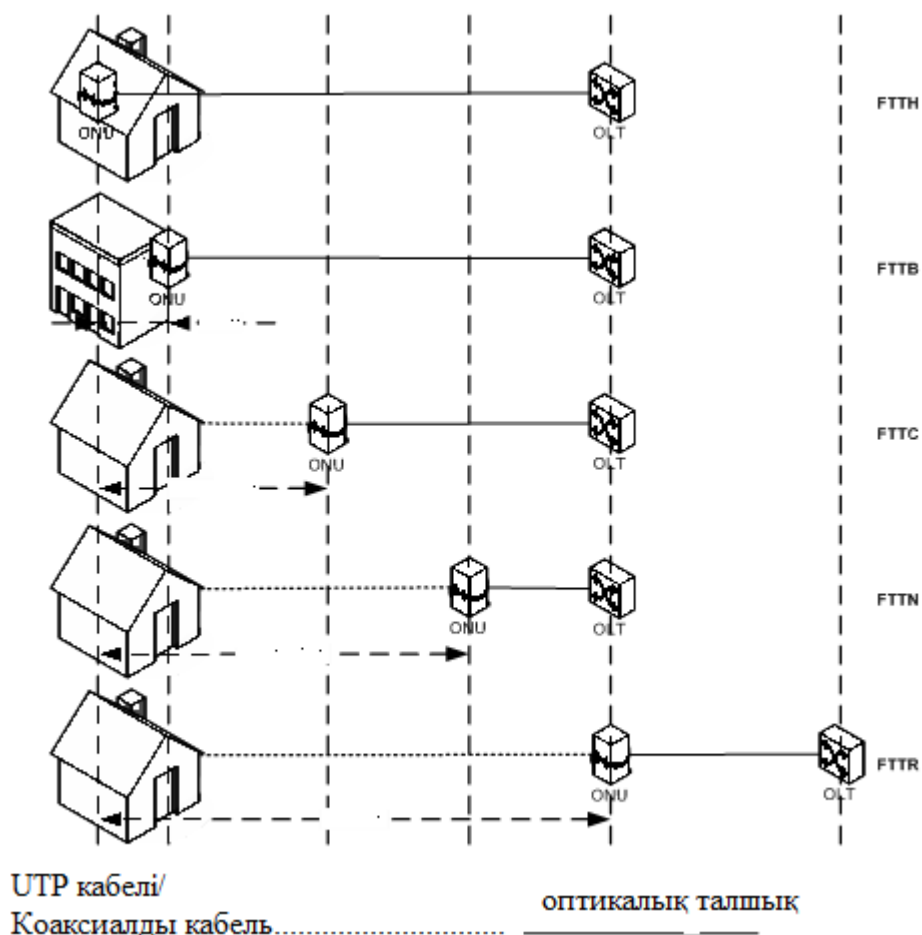 ONU OLT FTTH
ONU OLT FTTB
ONU OLT FTTC
ONU OLT FTTN
ONU OLT FTTR
UTP кабелі/
Коаксиалды кабель.................................. оптикалық талшық